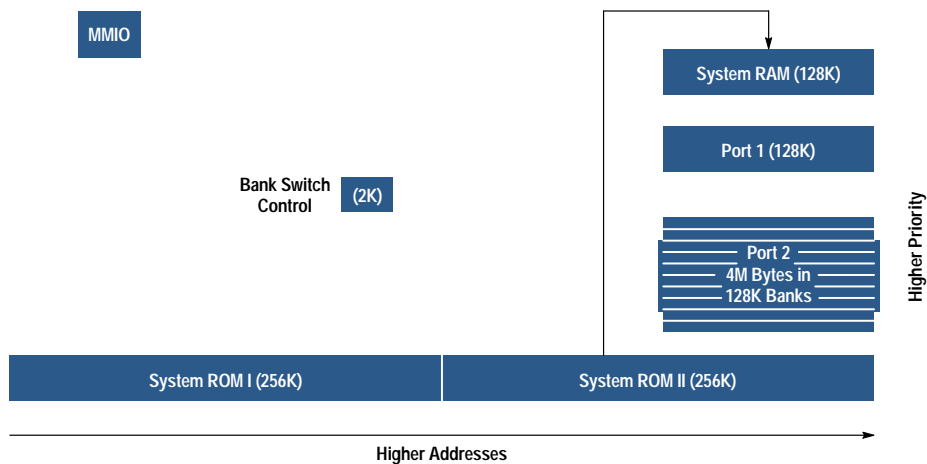 MMIO
System RAM (128K)
Port 1 (128K)
Bank Switch
Control
(2K)
Port 2
4M Bytes in
128K Banks
Higher Priority
System ROM I (256K)
System ROM II (256K)
Higher Addresses